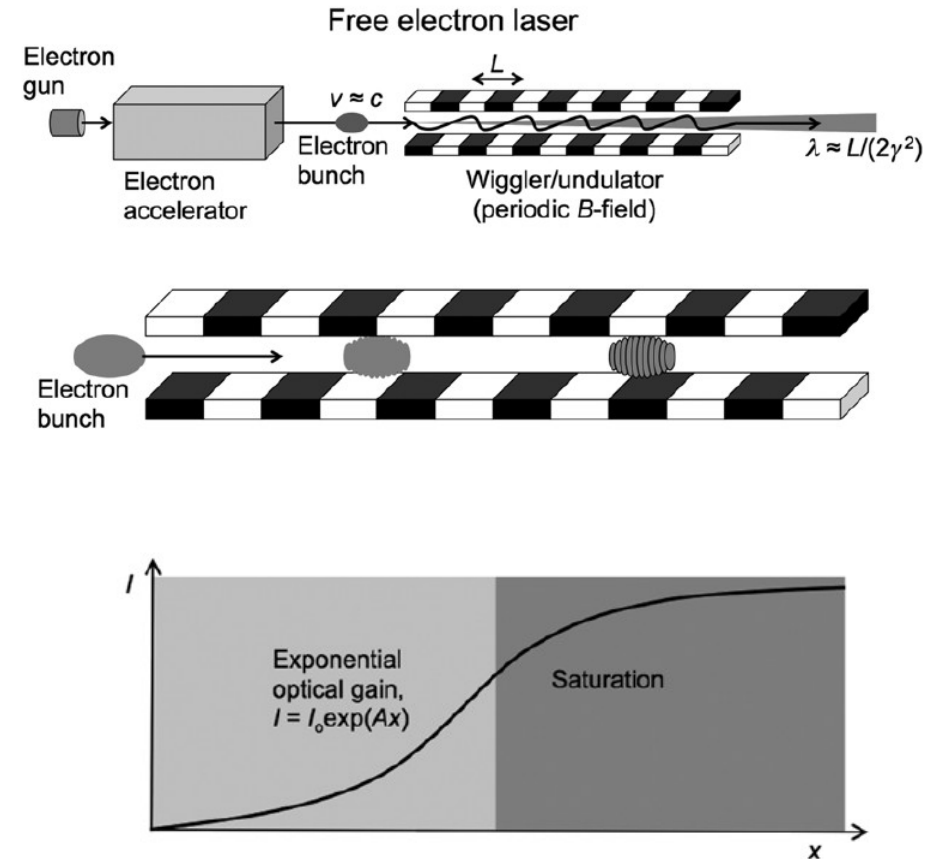 Free electron laser
Electron
gun
L
v ≈ c
Electron
bunch
λ ≈ L/(2γ²)
Electron
accelerator
Wiggler/undulator
(periodic B-field)
Electron
bunch
I
Exponential
optical gain,
I = Iₒexp(Ax)
Saturation
x